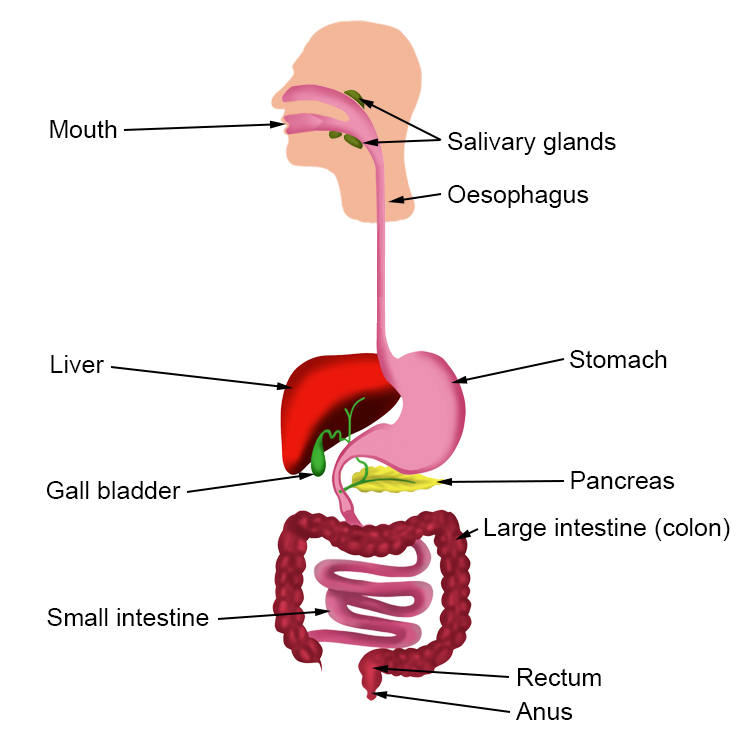 Mouth
Salivary glands
Oesophagus
Liver
Stomach
Gall bladder
Pancreas
Large intestine (colon)
Small intestine
Rectum
Anus